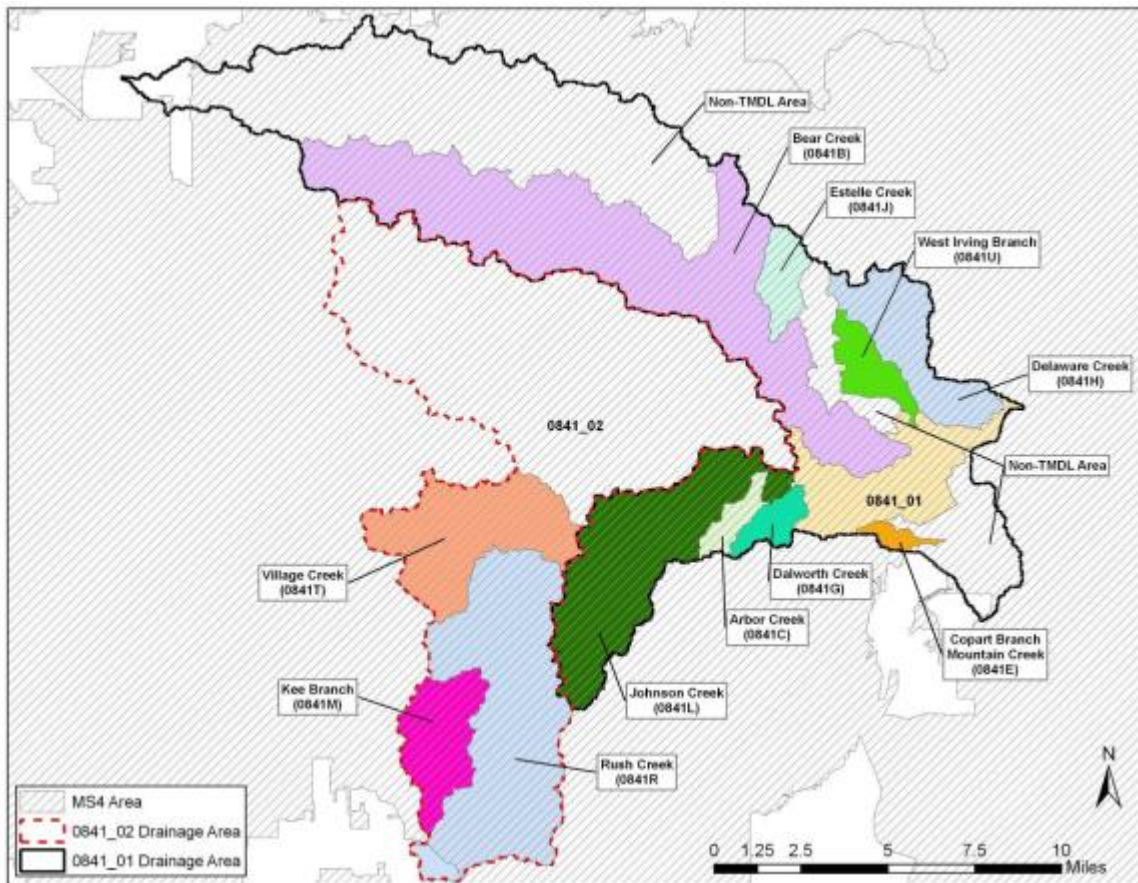 Non-TMDL Area
Bear Creek
(0841B)
Estelle Creek
(0841J)
West Irving Branch
(0841U)
Delaware Creek
(0841H)
0841_02
Non-TMDL Area
0841_01
Village Creek
(0841T)
Dalworth Creek
(0841G)
Arbor Creek
(0841C)
Copart Branch
Mountain Creek
(0841E)
Kee Branch
(0841M)
Johnson Creek
(0841L)
Rush Creek
(0841R
N
MS4 Area
0841_02 Drainage Area
0841_01 Drainage Area
0 1.25 2.5 5 7.5 10
Miles